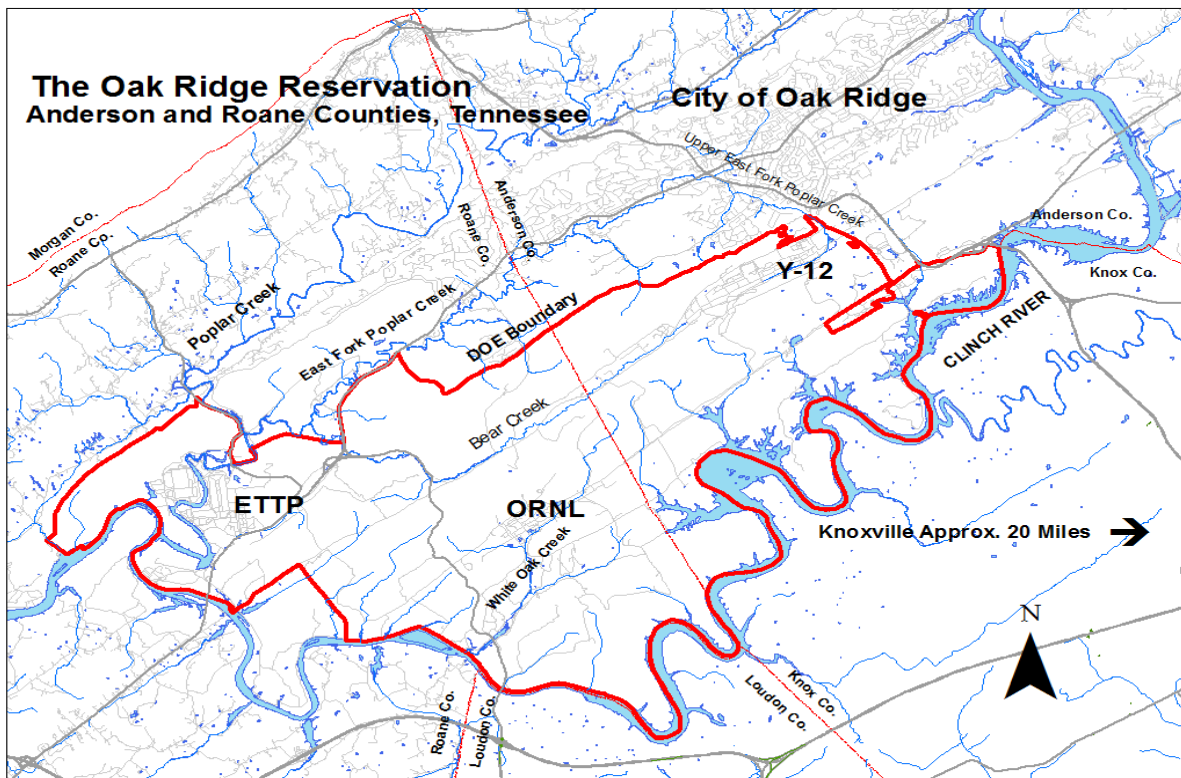 The Oak Ridge Reservation
Anderson and Roane Counties, Tennessee
City of Oak Ridge
Upper East Fork Poplar Creek
Morgan Co.
Roane Co.
Roane Co.
Anderson Co.
Anderson Co.
Knox Co.
Y-12
Poplar Creek
East Fork Poplar Creek
DOE Boundary
CLINCH RIVER
Bear Creek
ETTP
ORNL
White Oak Creek
Knoxville Approx. 20 Miles
N
Roane Co.
Loudon Co.
Knox Co.
Loudon Co.